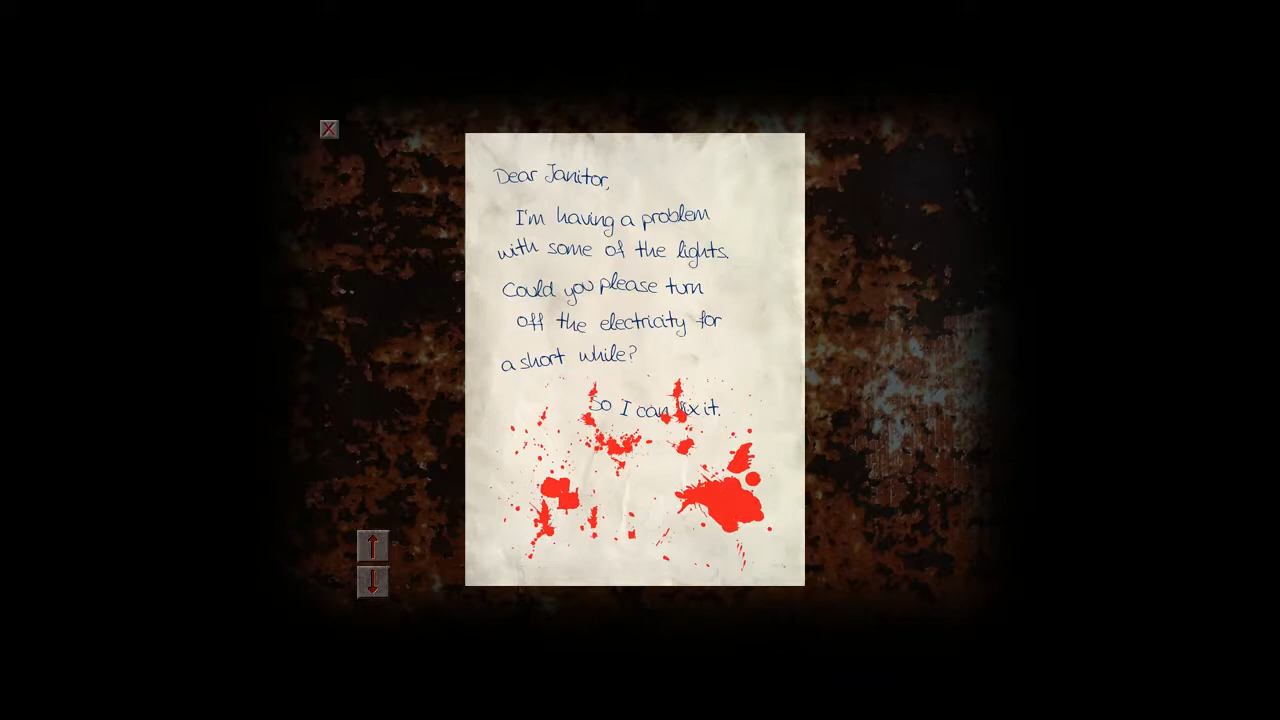 Dear Janitor,
I'm having a problem
with some of the lights.
Could you please turn
off the electricity for
a short while?
So I can fix it.